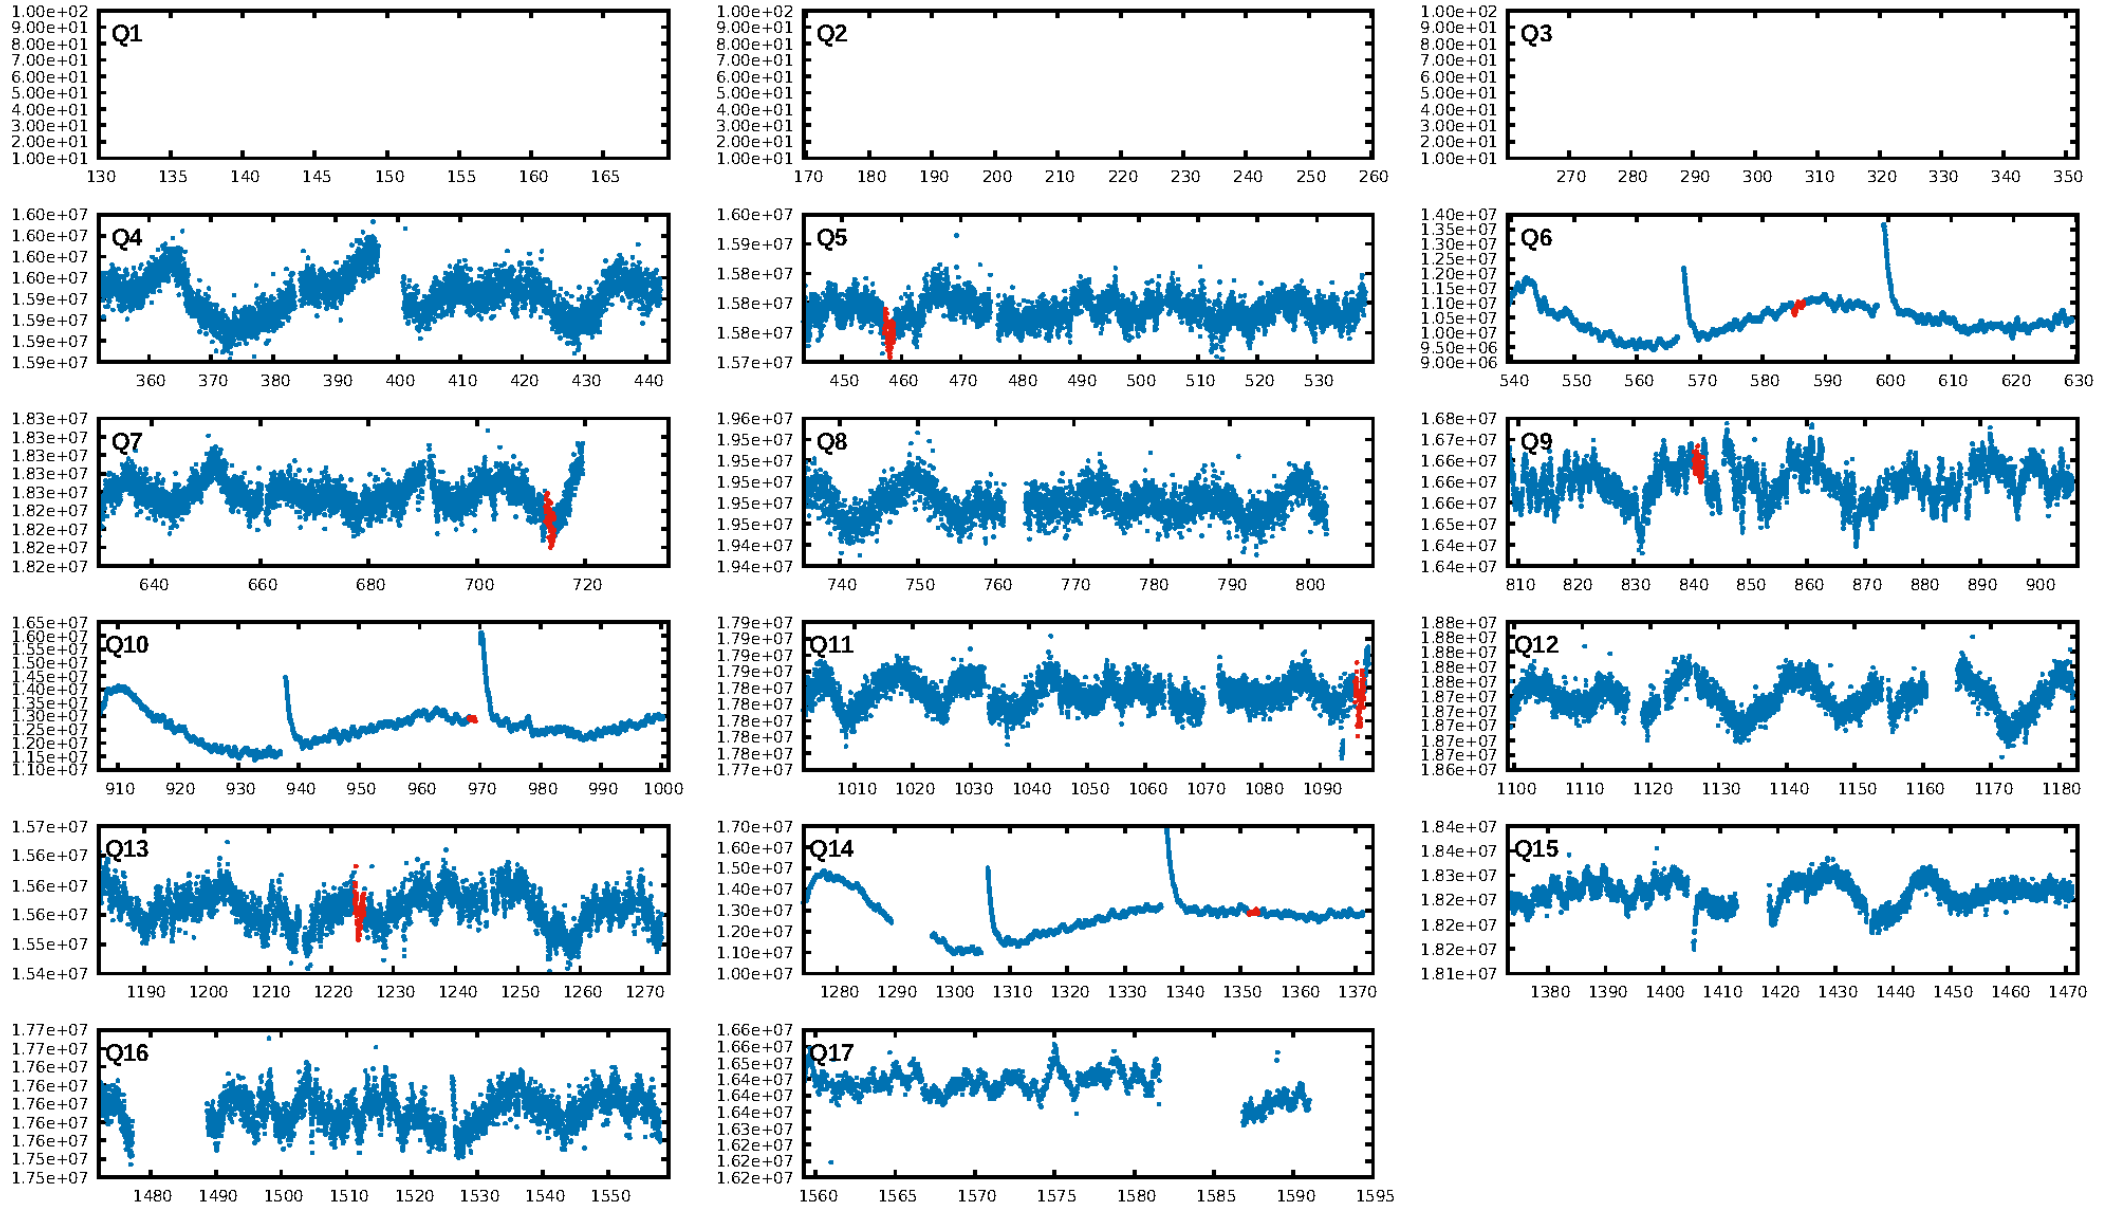 Q1
1.00e+02
9.00e+01
8.00e+01
7.00e+01
6.00e+01
5.00e+01
4.00e+01
3.00e+01
2.00e+01
1.00e+01
130 135 140 145 150 155 160 165
Q2
1.00e+02
9.00e+01
8.00e+01
7.00e+01
6.00e+01
5.00e+01
4.00e+01
3.00e+01
2.00e+01
1.00e+01
170 180 190 200 210 220 230 240 250 260
Q3
1.00e+02
9.00e+01
8.00e+01
7.00e+01
6.00e+01
5.00e+01
4.00e+01
3.00e+01
2.00e+01
1.00e+01
270 280 290 300 310 320 330 340 350
Q4
1.60e+07
1.60e+07
1.60e+07
1.60e+07
1.59e+07
1.59e+07
1.59e+07
1.59e+07
360 370 380 390 400 410 420 430 440
Q5
1.60e+07
1.59e+07
1.58e+07
1.58e+07
1.58e+07
1.57e+07
450 460 470 480 490 500 510 520 530
Q6
1.40e+07
1.35e+07
1.30e+07
1.25e+07
1.20e+07
1.15e+07
1.10e+07
1.05e+07
1.00e+07
9.50e+06
9.00e+06
540 550 560 570 580 590 600 610 620 630
Q7
1.83e+07
1.83e+07
1.83e+07
1.83e+07
1.83e+07
1.82e+07
1.82e+07
1.82e+07
1.82e+07
640 660 680 700 720
Q8
1.96e+07
1.95e+07
1.95e+07
1.95e+07
1.95e+07
1.95e+07
1.94e+07
1.94e+07
740 750 760 770 780 790 800
Q9
1.68e+07
1.67e+07
1.66e+07
1.66e+07
1.65e+07
1.64e+07
1.64e+07
810 820 830 840 850 860 870 880 890 900
Q10
1.65e+07
1.60e+07
1.55e+07
1.50e+07
1.45e+07
1.40e+07
1.35e+07
1.30e+07
1.25e+07
1.20e+07
1.15e+07
1.10e+07
910 920 930 940 950 960 970 980 990 1000
Q11
1.79e+07
1.79e+07
1.79e+07
1.79e+07
1.78e+07
1.78e+07
1.78e+07
1.78e+07
1.78e+07
1.77e+07
1010 1020 1030 1040 1050 1060 1070 1080 1090
Q12
1.88e+07
1.88e+07
1.88e+07
1.88e+07
1.88e+07
1.87e+07
1.87e+07
1.87e+07
1.87e+07
1.87e+07
1.86e+07
1100 1110 1120 1130 1140 1150 1160 1170 1180
Q13
1.57e+07
1.56e+07
1.56e+07
1.56e+07
1.55e+07
1.54e+07
1190 1200 1210 1220 1230 1240 1250 1260 1270
Q14
1.70e+07
1.60e+07
1.50e+07
1.40e+07
1.30e+07
1.20e+07
1.10e+07
1.00e+07
1280 1290 1300 1310 1320 1330 1340 1350 1360 1370
Q15
1.84e+07
1.84e+07
1.83e+07
1.82e+07
1.82e+07
1.81e+07
1380 1390 1400 1410 1420 1430 1440 1450 1460 1470
Q16
1.77e+07
1.77e+07
1.76e+07
1.76e+07
1.76e+07
1.76e+07
1.76e+07
1.75e+07
1.75e+07
1480 1490 1500 1510 1520 1530 1540 1550
Q17
1.66e+07
1.66e+07
1.65e+07
1.64e+07
1.64e+07
1.64e+07
1.63e+07
1.62e+07
1.62e+07
1.62e+07
1560 1565 1570 1575 1580 1585 1590 1595